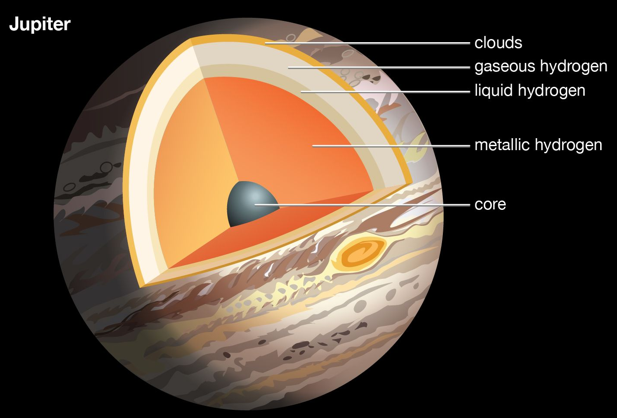 Jupiter
clouds
gaseous hydrogen
liquid hydrogen
metallic hydrogen
core